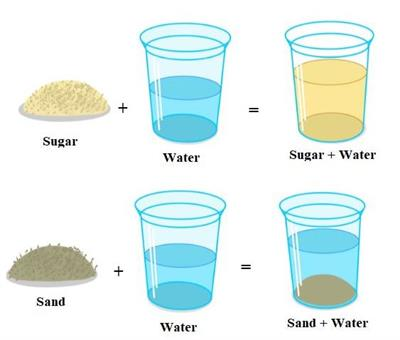 +
=
Sugar
Water
Sugar + Water
+
=
Sand
Water
Sand + Water